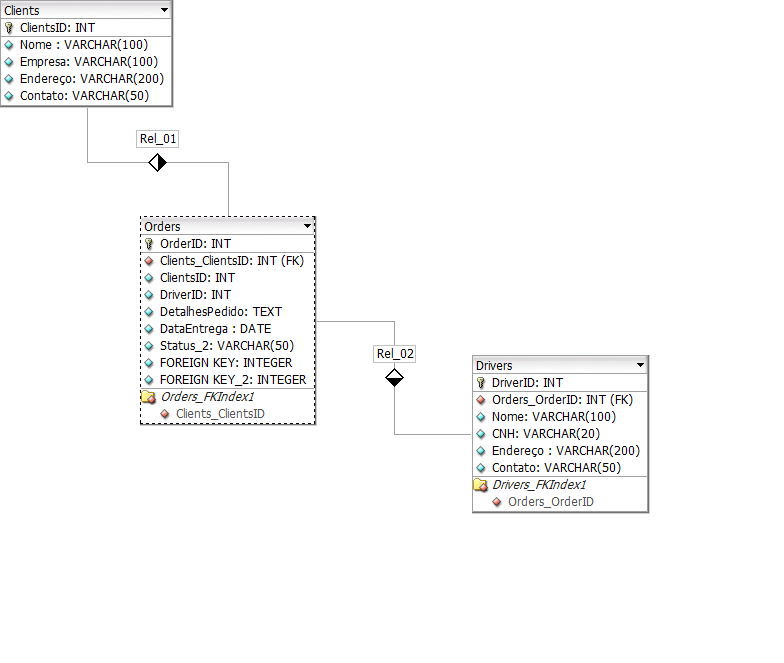 Clients
ClientsID: INT
Nome : VARCHAR(100)
Empresa: VARCHAR(100)
Endereço: VARCHAR(200)
Contato: VARCHAR(50)
Rel_01
Orders
OrderID: INT
Clients_ClientsID: INT (FK)
ClientsID: INT
DriverID: INT
DetalhesPedido: TEXT
DataEntrega : DATE
Status_2: VARCHAR(50)
FOREIGN KEY: INTEGER
FOREIGN KEY_2: INTEGER
Orders_FKIndex1
Clients_ClientsID
Rel_02
Drivers
DriverID: INT
Orders_OrderID: INT (FK)
Nome: VARCHAR(100)
CNH: VARCHAR(20)
Endereço : VARCHAR(200)
Contato: VARCHAR(50)
Drivers_FKIndex1
Orders_OrderID